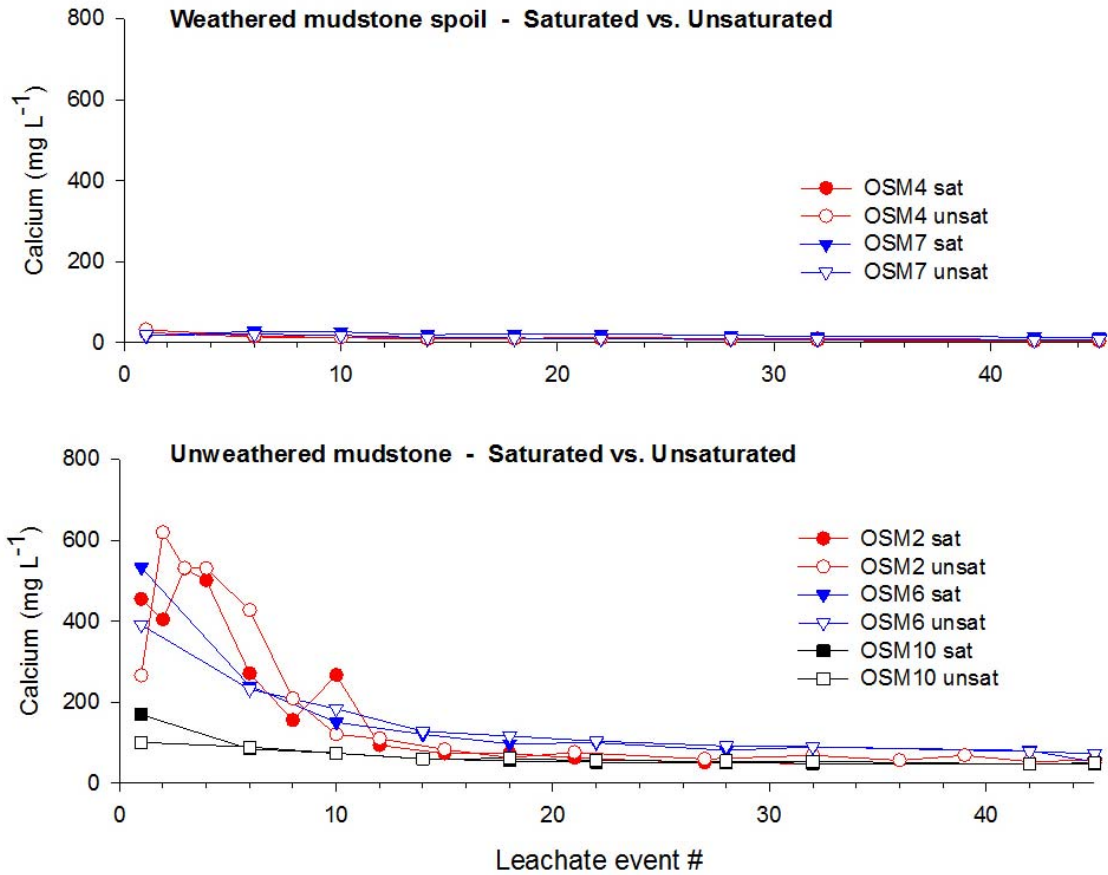 Weathered mudstone spoil - Saturated vs. Unsaturated
800
600
400
200
0
Calcium (mg L⁻¹)
OSM4 sat
OSM4 unsat
OSM7 sat
OSM7 unsat
0 10 20 30 40
Unweathered mudstone - Saturated vs. Unsaturated
800
600
400
200
0
Calcium (mg L⁻¹)
OSM2 sat
OSM2 unsat
OSM6 sat
OSM6 unsat
OSM10 sat
OSM10 unsat
0 10 20 30 40
Leachate event #